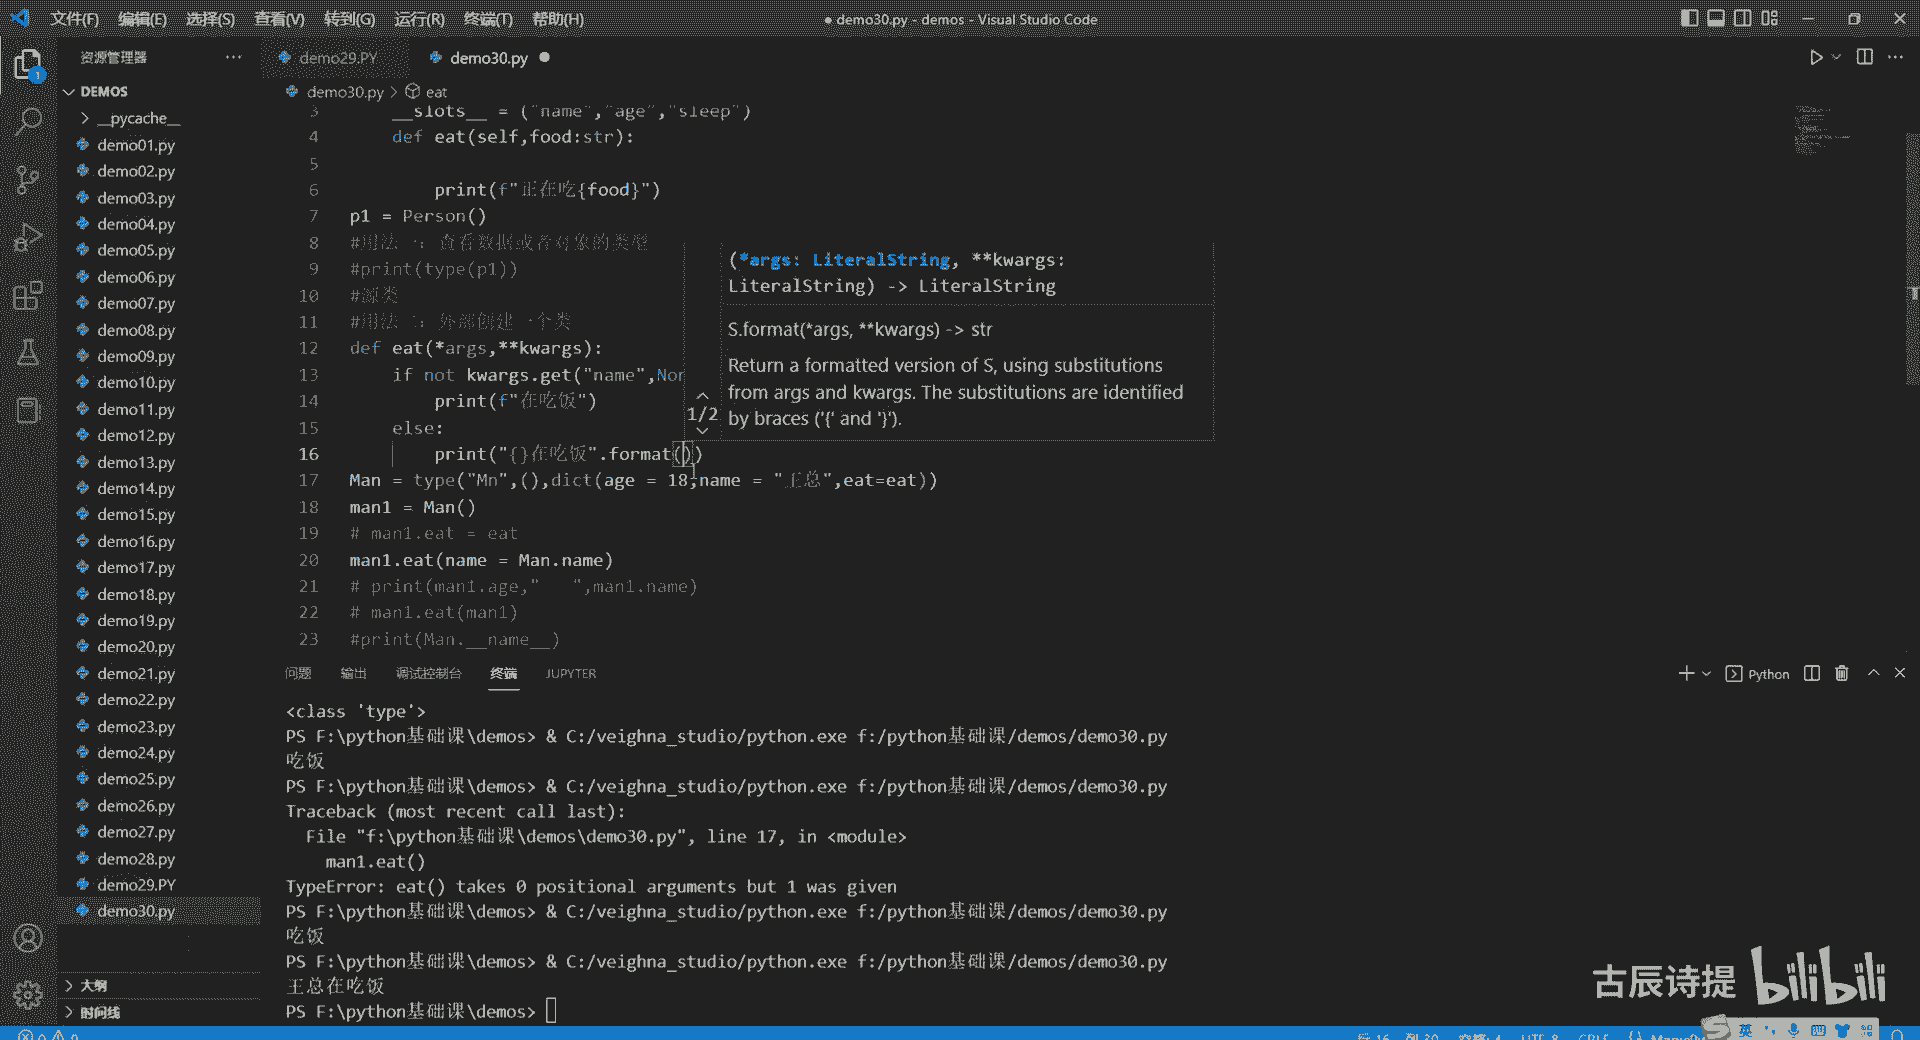 文件(F) 编辑(E) 选择(S) 查看(V) 转到(G) 运行(R) 终端(T) 帮助(H)
● demo30.py - demos - Visual Studio Code
资源管理器
demo29.PY
demo30.py
DEMOS
demo30.py > eat
__pycache__
demo01.py
demo02.py
demo03.py
demo04.py
demo05.py
demo06.py
demo07.py
demo08.py
demo09.py
demo10.py
demo11.py
demo12.py
demo13.py
demo14.py
demo15.py
demo16.py
demo17.py
demo18.py
demo19.py
demo20.py
demo21.py
demo22.py
demo23.py
demo24.py
demo25.py
demo26.py
demo27.py
demo28.py
demo29.PY
demo30.py
大纲
时间线
1
3 __slots__ = ("name","age","sleep")
4 def eat(self,food:str):
5
6 print(f"正在吃{food}")
7 p1 = Person()
8 #用法一：查看数据或者对象的类型
9 #print(type(p1))
10 #源类
11 #用法二：外部创建一个类
12 def eat(*args,**kwargs):
13 if not kwargs.get("name",Nor
14 print(f"在吃饭")
15 else:
16 print("{}在吃饭".format())
17 Man = type("Mn",(),dict(age = 18,name = "王总",eat=eat))
18 man1 = Man()
19 # man1.eat = eat
20 man1.eat(name = Man.name)
21 # print(man1.age,"   ",man1.name)
22 # man1.eat(man1)
23 #print(Man.__name__)
(*args: LiteralString, **kwargs:
LiteralString) -> LiteralString
S.format(*args, **kwargs) -> str
Return a formatted version of S, using substitutions
from args and kwargs. The substitutions are identified
by braces ('{' and '}').
1/2
问题 输出 调试控制台 终端 JUPYTER
Python
<class 'type'>
PS F:\python基础课\demos> & C:/veighna_studio/python.exe f:/python基础课/demos/demo30.py
吃饭
PS F:\python基础课\demos> & C:/veighna_studio/python.exe f:/python基础课/demos/demo30.py
Traceback (most recent call last):
File "f:\python基础课\demos\demo30.py", line 17, in <module>
man1.eat()
TypeError: eat() takes 0 positional arguments but 1 was given
PS F:\python基础课\demos> & C:/veighna_studio/python.exe f:/python基础课/demos/demo30.py
吃饭
PS F:\python基础课\demos> & C:/veighna_studio/python.exe f:/python基础课/demos/demo30.py
王总在吃饭
PS F:\python基础课\demos>
古辰诗提 bilibili
英